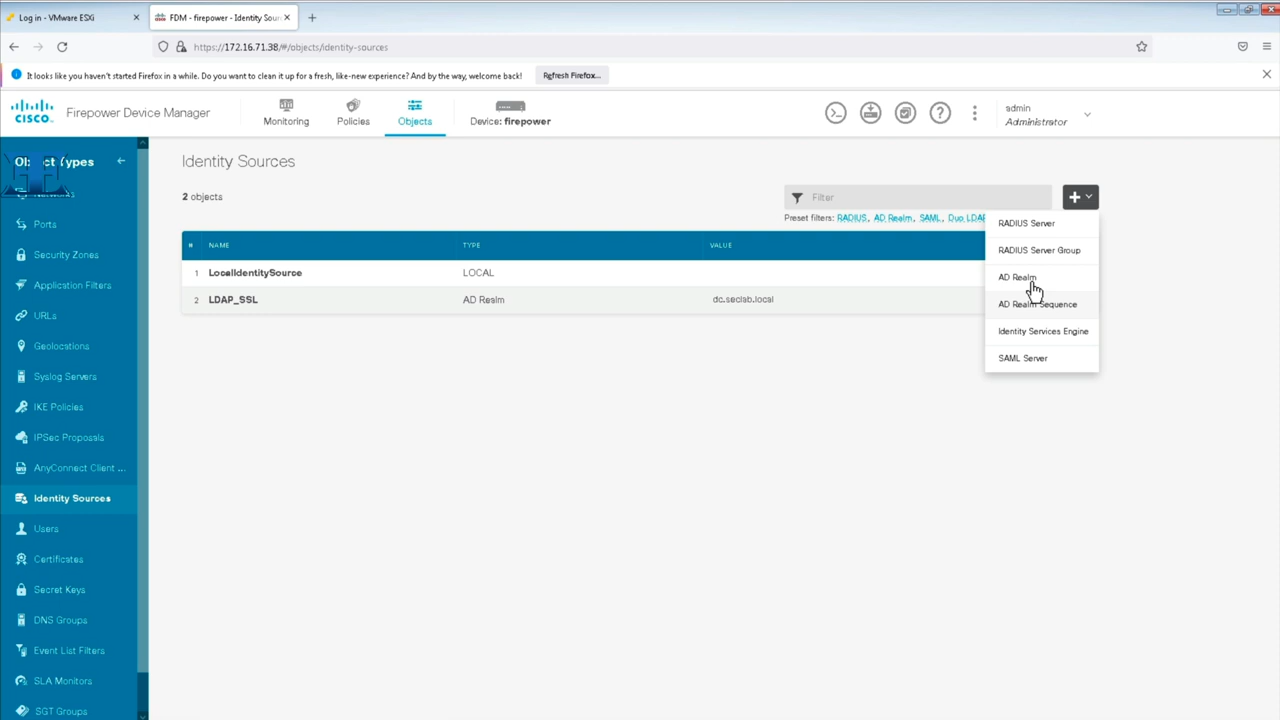 Log in - VMware ESXi
FDM - firepower - Identity Sour
https://172.16.71.38/#/objects/identity-sources
It looks like you haven't started Firefox in a while. Do you want to clean it up for a fresh, like-new experience? And by the way, welcome back!
Refresh Firefox...
CISCO
Firepower Device Manager
Monitoring
Policies
Objects
Device: firepower
admin
Administrator
Object Types
Networks
Ports
Security Zones
Application Filters
URLs
Geolocations
Syslog Servers
IKE Policies
IPSec Proposals
AnyConnect Client ...
Identity Sources
Users
Certificates
Secret Keys
DNS Groups
Event List Filters
SLA Monitors
SGT Groups
Identity Sources
2 objects
Filter
Preset filters: RADIUS, AD Realm, SAML, Duo LDAP
# NAME TYPE VALUE
1 LocalIdentitySource LOCAL
2 LDAP_SSL AD Realm dc.seclab.local
RADIUS Server
RADIUS Server Group
AD Realm
AD Realm Sequence
Identity Services Engine
SAML Server